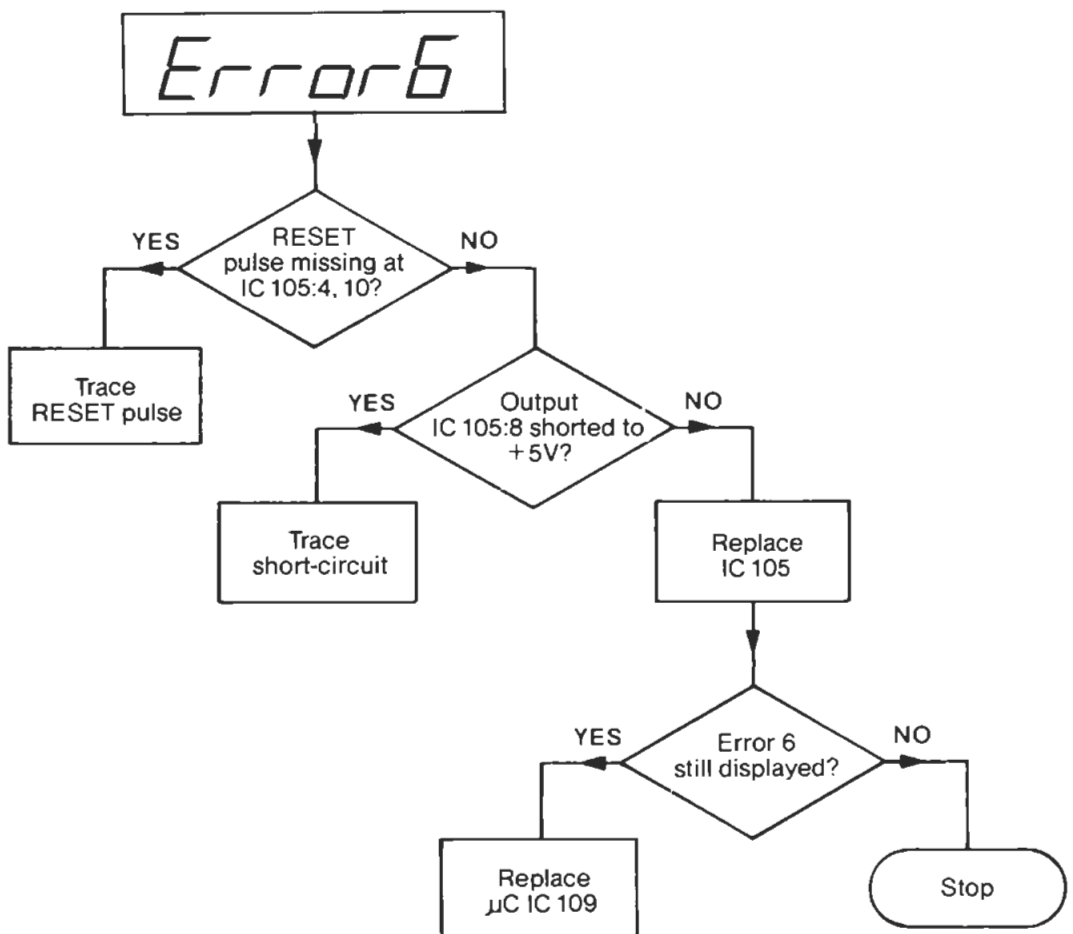 Error6
YES
RESET
NO
pulse missing at
IC 105:4, 10?
Trace
RESET pulse
YES
Output
NO
IC 105:8 shorted to
+5V?
Trace
short-circuit
Replace
IC 105
YES
Error 6
NO
still displayed?
Replace
µC IC 109
Stop